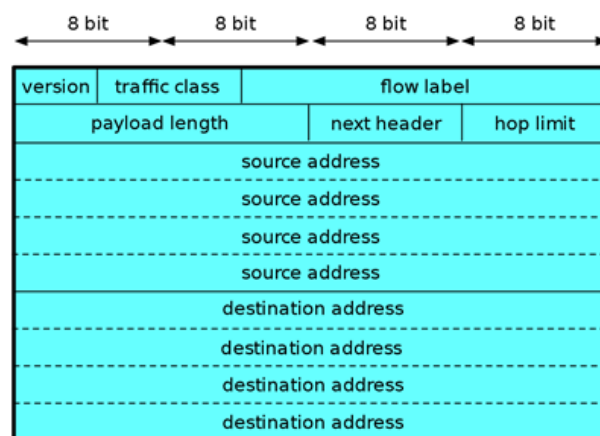 8 bit 8 bit 8 bit 8 bit
version traffic class flow label
payload length next header hop limit
source address
source address
source address
source address
destination address
destination address
destination address
destination address